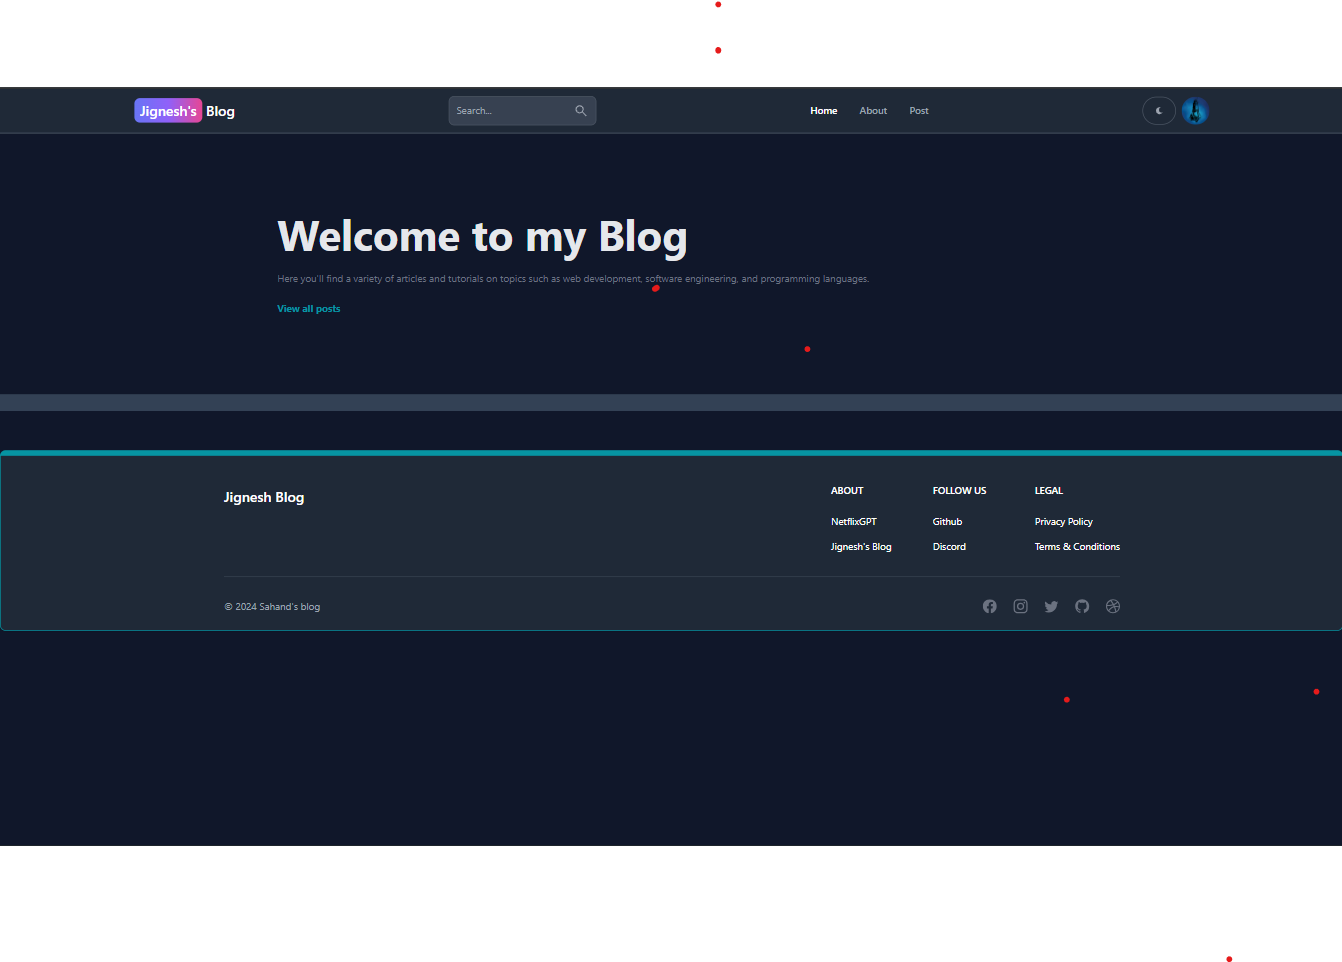 Jignesh's Blog
Search...
Home About Post
Welcome to my Blog
Here you'll find a variety of articles and tutorials on topics such as web development, software engineering, and programming languages.
View all posts
Jignesh Blog
ABOUT
NetflixGPT
Jignesh's Blog
FOLLOW US
Github
Discord
LEGAL
Privacy Policy
Terms & Conditions
© 2024 Sahand's blog